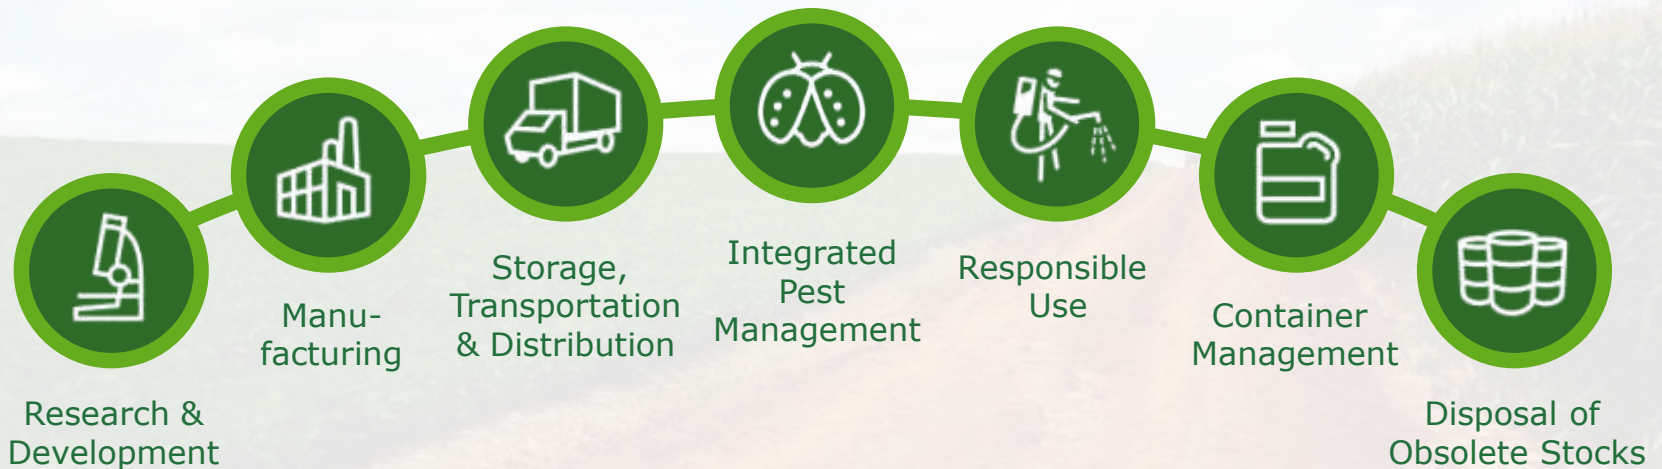 Research &
Development
Manu-
facturing
Storage,
Transportation
& Distribution
Integrated
Pest
Management
Responsible
Use
Container
Management
Disposal of
Obsolete Stocks